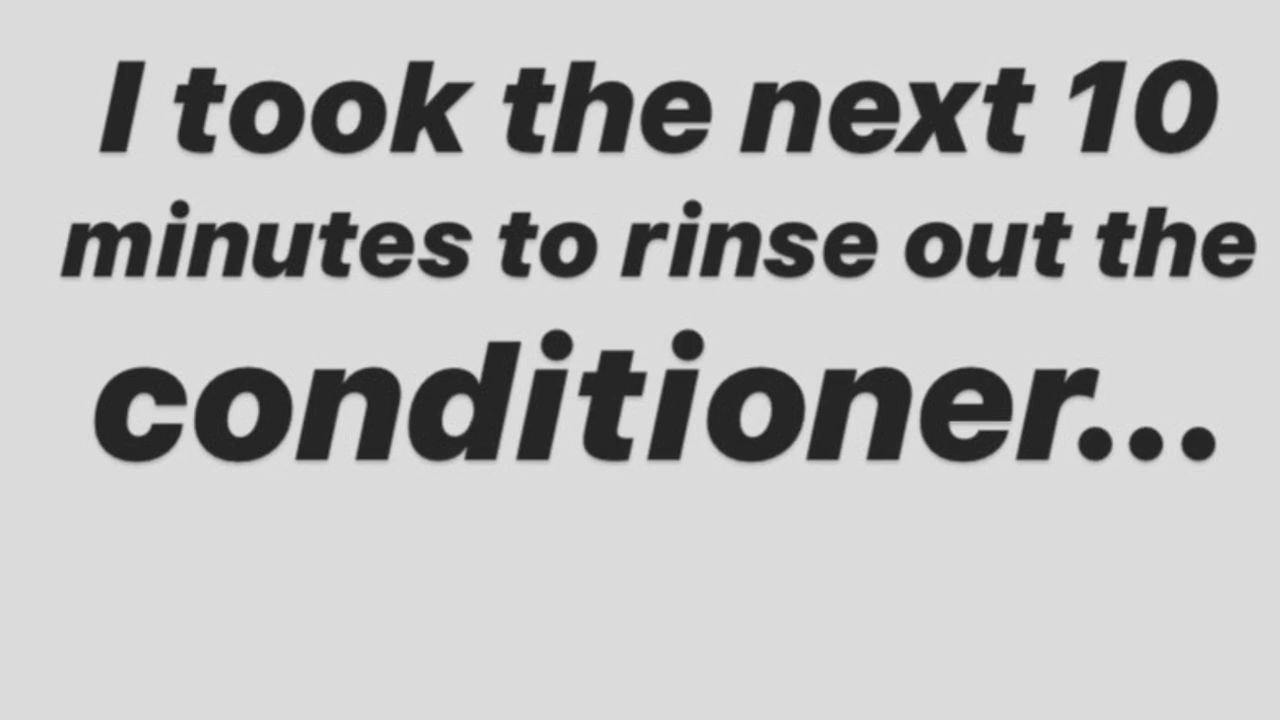 I took the next 10
minutes to rinse out the
conditioner...